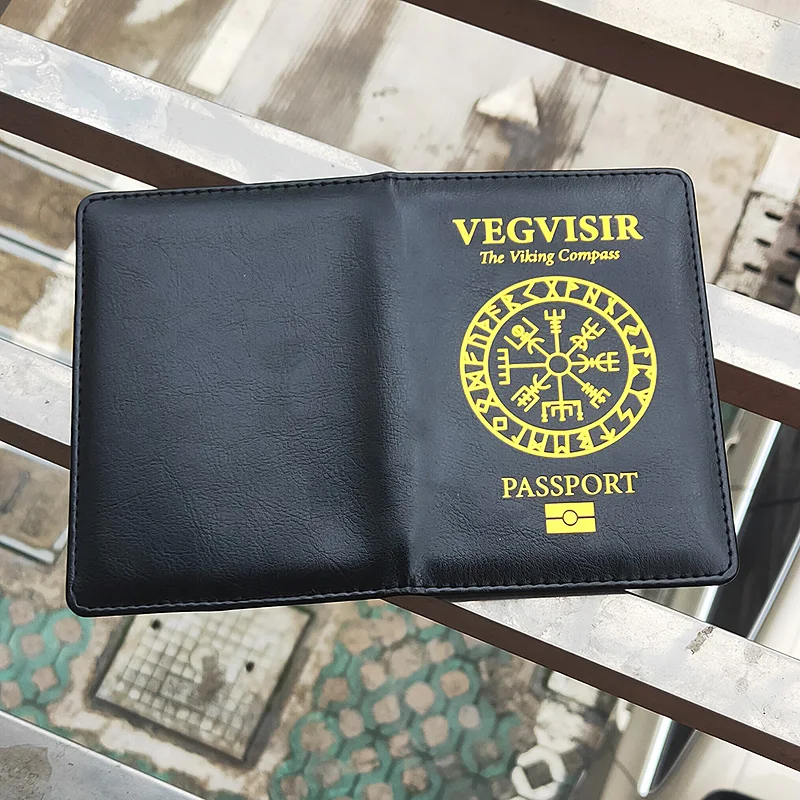 VEGVISIR
The Viking Compass
PASSPORT